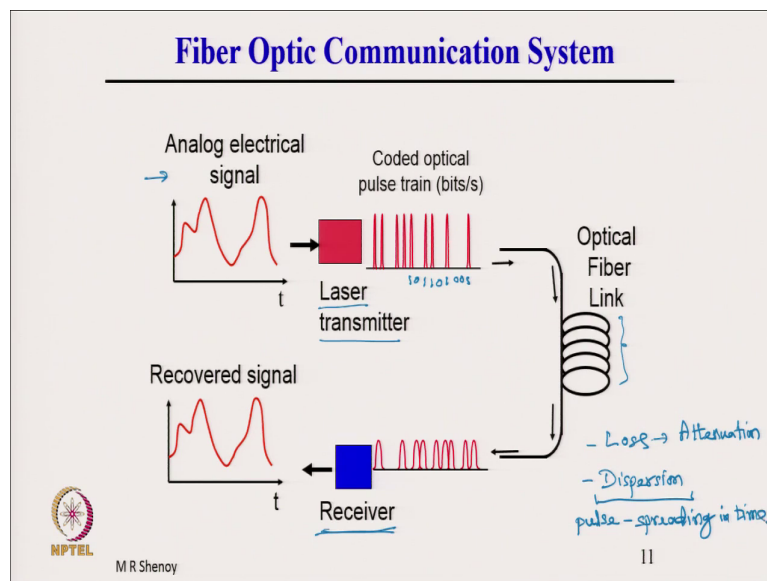 Fiber Optic Communication System
Analog electrical
signal
t
Laser
transmitter
Coded optical
pulse train (bits/s)
Optical
Fiber
Link
Recovered signal
t
Receiver
- Loss → Attenuation
- Dispersion
pulse-spreading in time
NPTEL
M R Shenoy
11